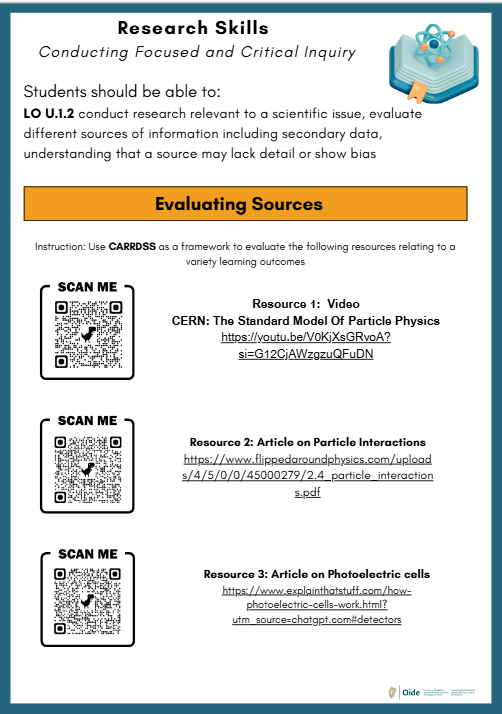 Research Skills
Conducting Focused and Critical Inquiry
Students should be able to:
LO U.1.2 conduct research relevant to a scientific issue, evaluate
different sources of information including secondary data,
understanding that a source may lack detail or show bias
Evaluating Sources
Instruction: Use CARRDSS as a framework to evaluate the following resources relating to a
variety learning outcomes
SCAN ME
Resource 1: Video
CERN: The Standard Model Of Particle Physics
https://youtu.be/V0KjXsGRvoA?
si=G12CjAWzgzuQFuDN
SCAN ME
Resource 2: Article on Particle Interactions
https://www.flippedaroundphysics.com/upload
s/4/5/0/0/45000279/2.4_particle_interaction
s.pdf
SCAN ME
Resource 3: Article on Photoelectric cells
https://www.explainthatstuff.com/how-
photoelectric-cells-work.html?
utm_source=chatgpt.com#detectors
Oide